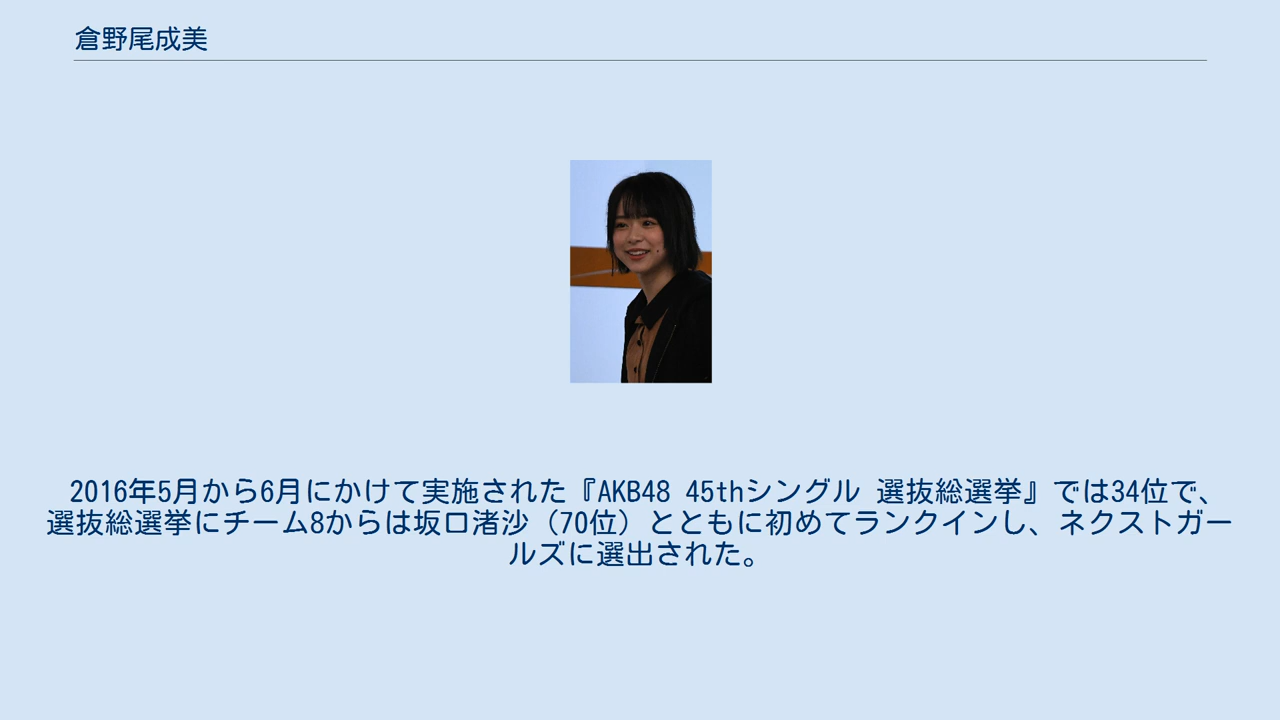 倉野尾成美
2016年5月から6月にかけて実施された『AKB48 45thシングル 選抜総選挙』では34位で、
選抜総選挙にチーム8からは坂口渚沙（70位）とともに初めてランクインし、ネクストガー
ルズに選出された。